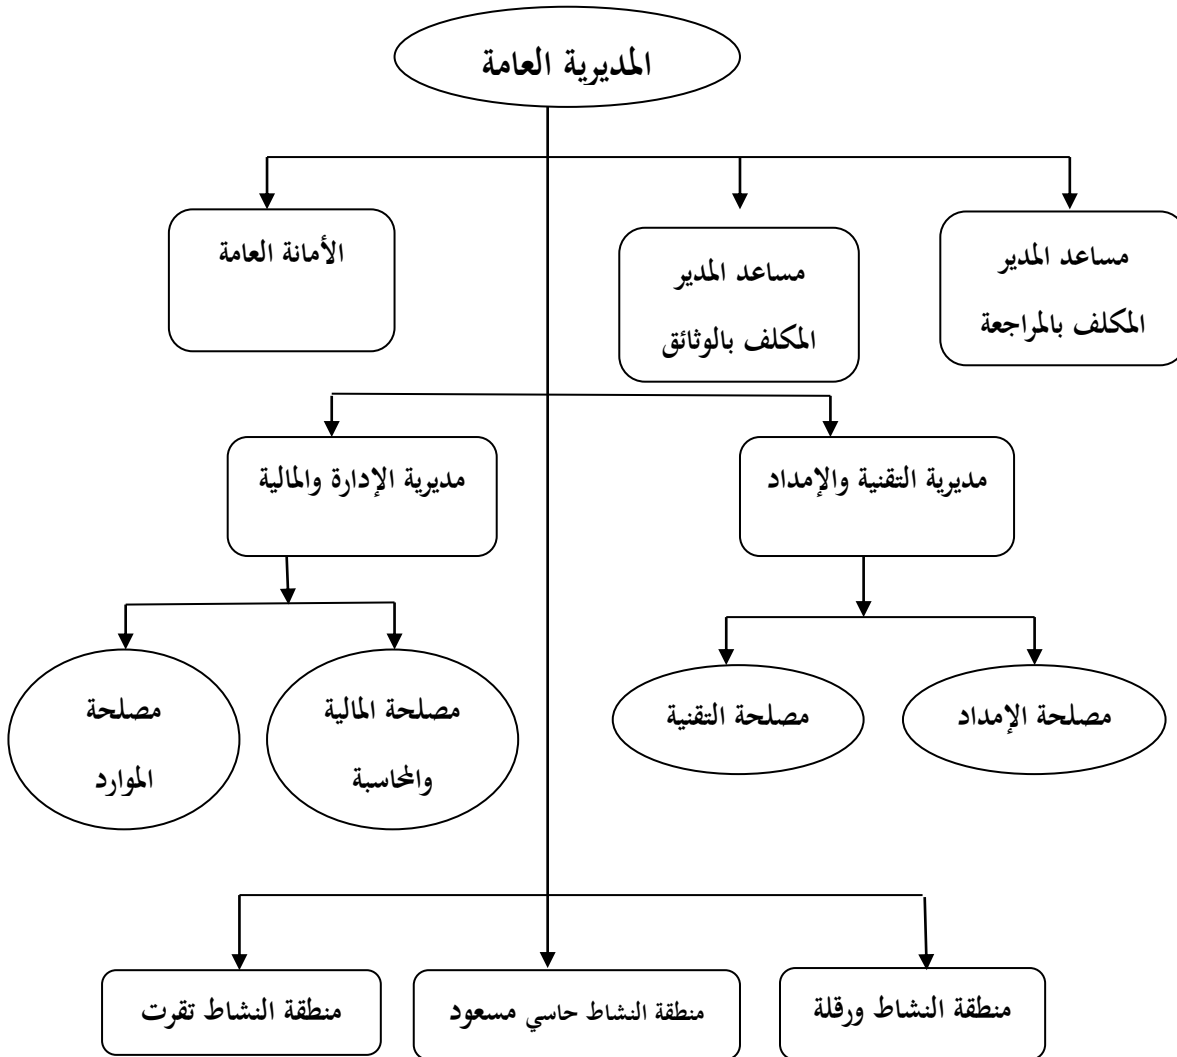 المديرية العامة
مساعد المدير
المكلف بالمراجعة
مساعد المدير
المكلف بالوثائق
الأمانة العامة
مديرية التقنية والإمداد
مديرية الإدارة والمالية
مصلحة الإمداد
مصلحة التقنية
مصلحة المالية
والمحاسبة
مصلحة
الموارد
منطقة النشاط ورقلة
منطقة النشاط حاسي مسعود
منطقة النشاط تقرت